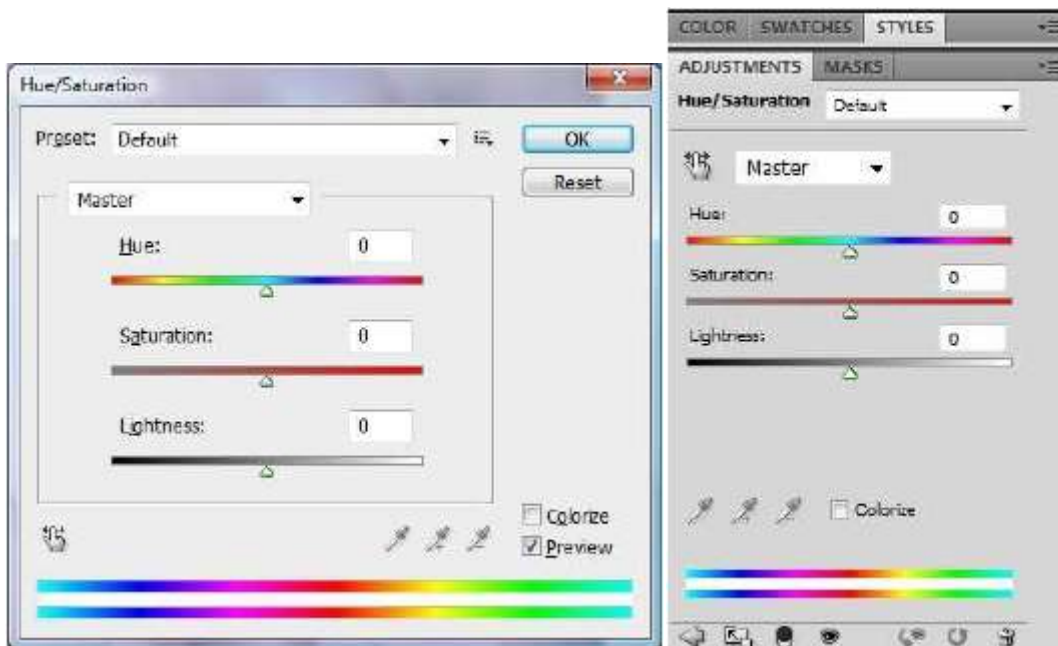 Hue/Saturation
Preset: Default
OK
Reset
Master
Hue: 0
Saturation: 0
Lightness: 0
Colorize
Preview
COLOR SWATCHES STYLES
ADJUSTMENTS MASKS
Hue/Saturation Default
Master
Hue: 0
Saturation: 0
Lightness: 0
Colorize